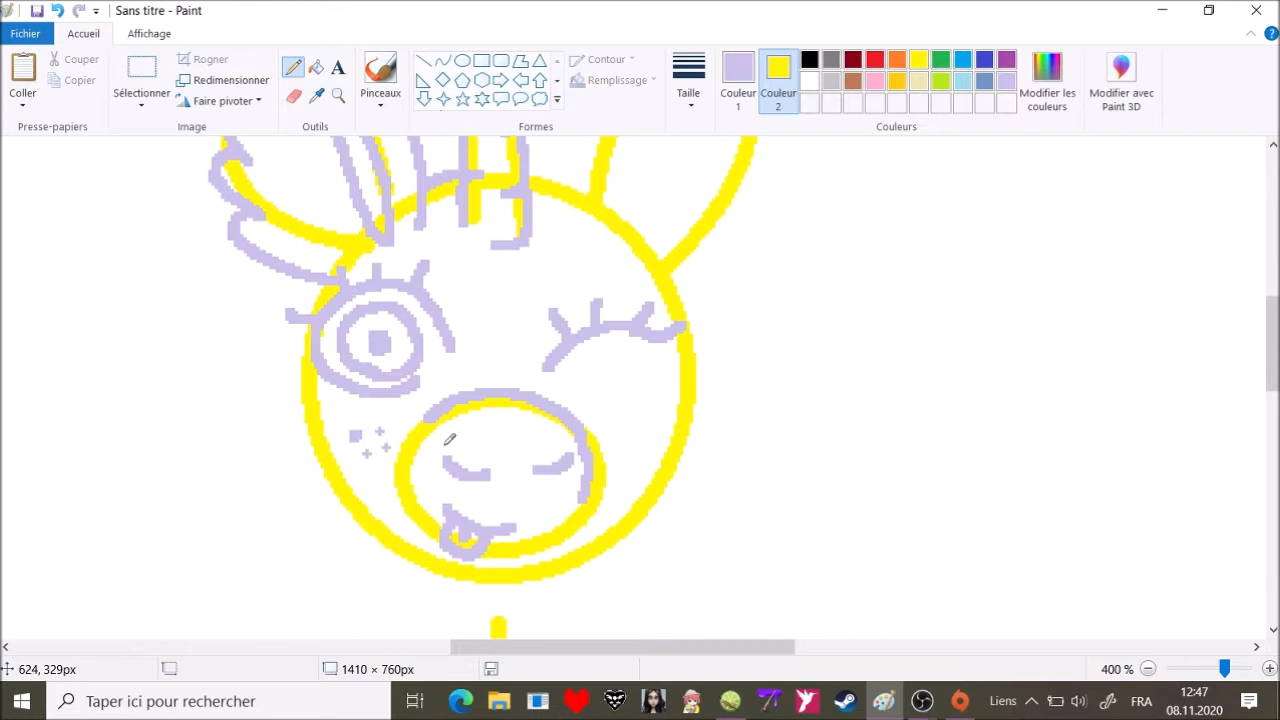 Sans titre - Paint
Fichier Accueil Affichage
Coller
Couper
Copier
Presse-papiers
Sélectionner
Rogner
Redimensionner
Faire pivoter
Image
A
Outils
Pinceaux
Contour
Remplissage
Formes
Taille
Couleur 1
Couleur 2
Couleurs
Modifier les couleurs
Modifier avec Paint 3D
624, 329px
1410 × 760px
400 %
Taper ici pour rechercher
Liens
FRA
12:47
08.11.2020